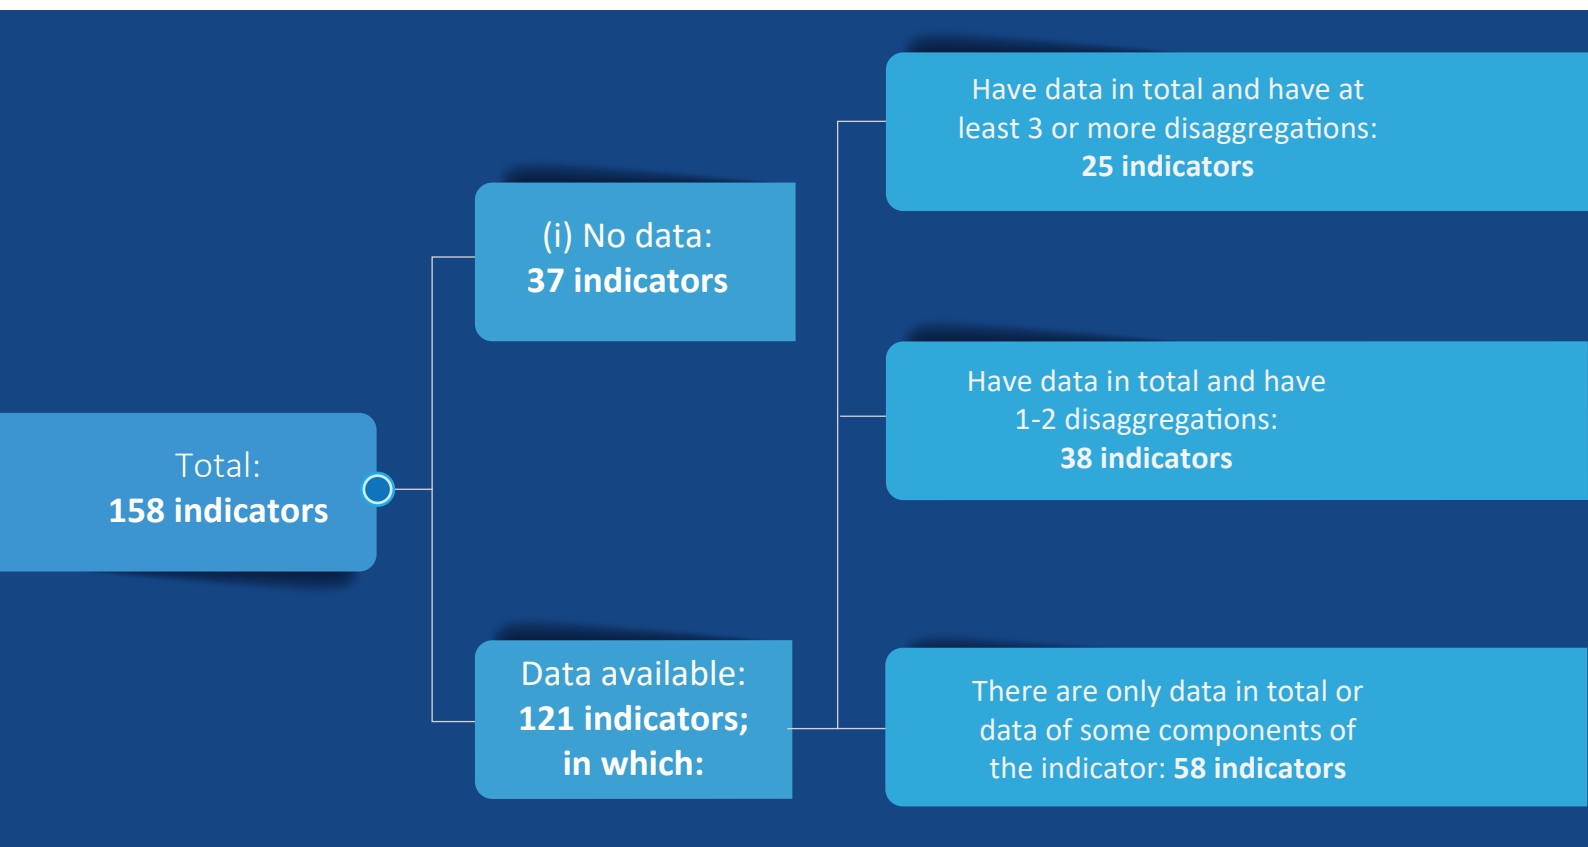 Total:
158 indicators
(i) No data:
37 indicators
Data available:
121 indicators;
in which:
Have data in total and have at
least 3 or more disaggregations:
25 indicators
Have data in total and have
1-2 disaggregations:
38 indicators
There are only data in total or
data of some components of
the indicator: 58 indicators